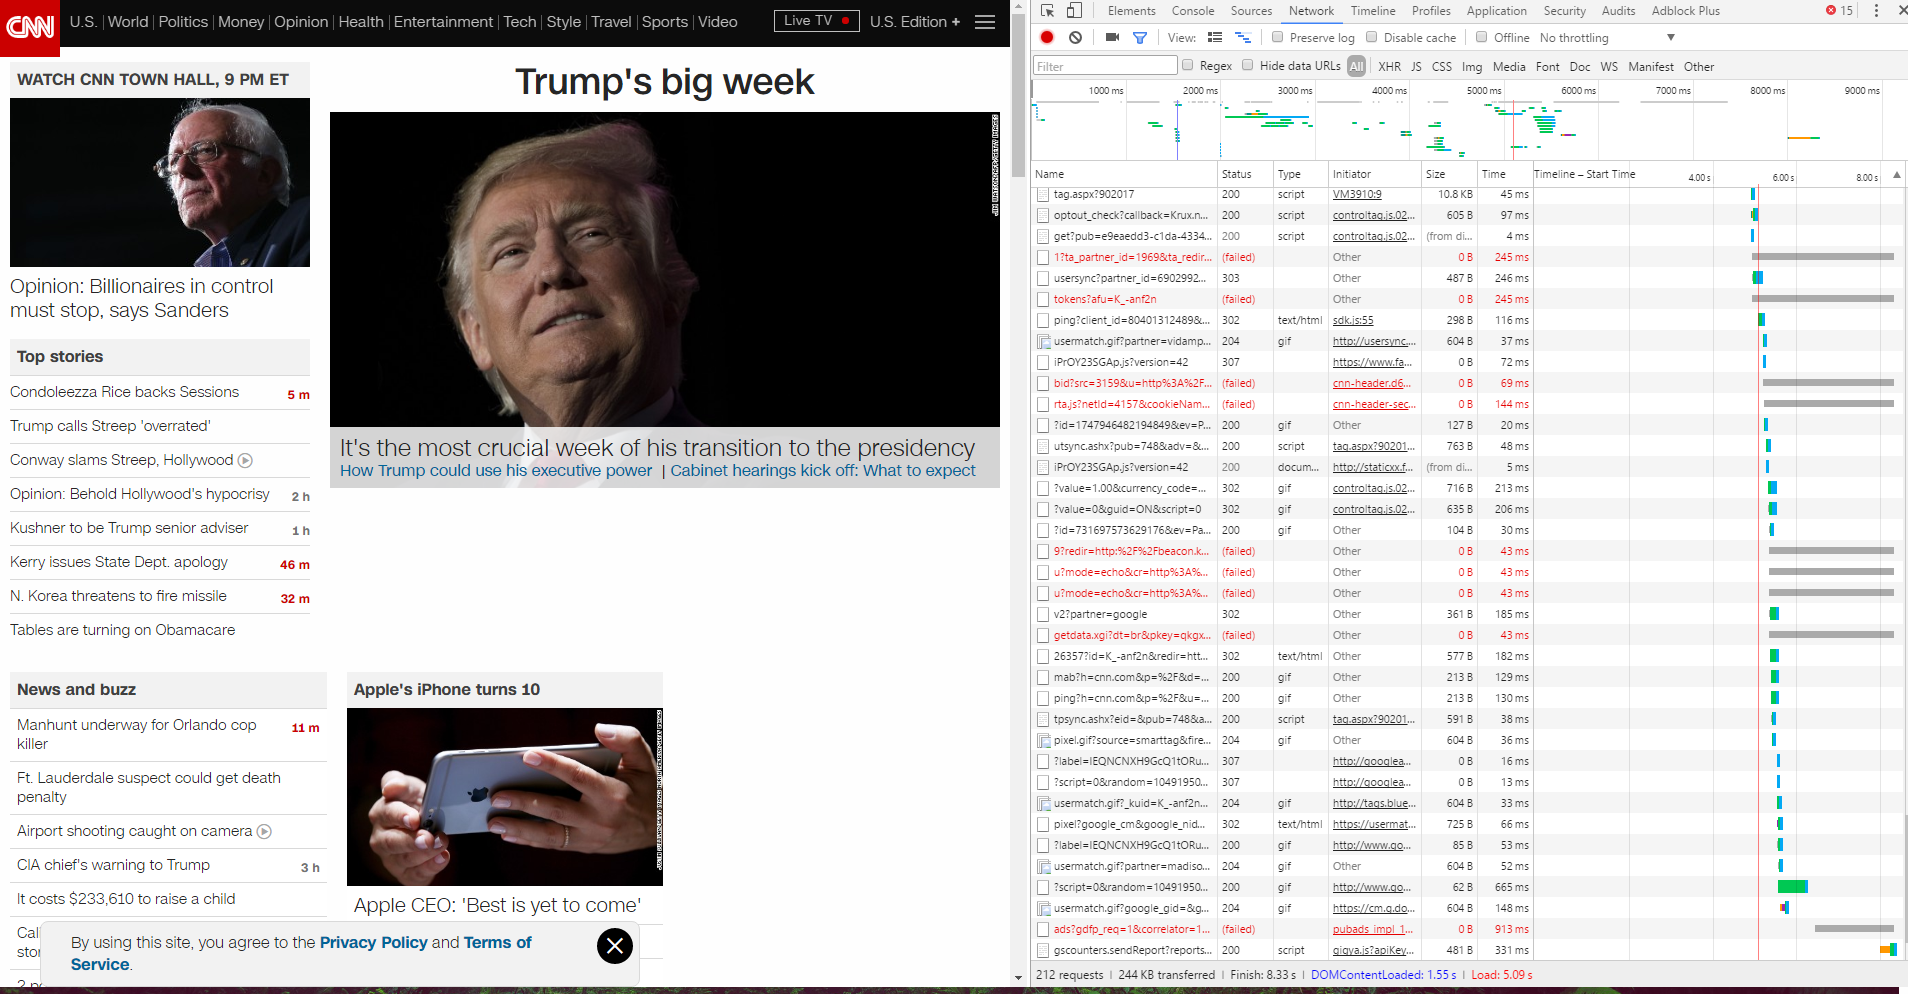 CNN
U.S. World Politics Money Opinion Health Entertainment Tech Style Travel Sports Video
Live TV
U.S. Edition +
WATCH CNN TOWN HALL, 9 PM ET
Opinion: Billionaires in control
must stop, says Sanders
Top stories
Condoleezza Rice backs Sessions 5 m
Trump calls Streep 'overrated'
Conway slams Streep, Hollywood
Opinion: Behold Hollywood's hypocrisy 2 h
Kushner to be Trump senior adviser 1 h
Kerry issues State Dept. apology 46 m
N. Korea threatens to fire missile 32 m
Tables are turning on Obamacare
Trump's big week
It's the most crucial week of his transition to the presidency
How Trump could use his executive power | Cabinet hearings kick off: What to expect
News and buzz
Manhunt underway for Orlando cop 11 m
killer
Ft. Lauderdale suspect could get death
penalty
Airport shooting caught on camera
CIA chief's warning to Trump 3 h
It costs $233,610 to raise a child
Apple's iPhone turns 10
Apple CEO: 'Best is yet to come'
By using this site, you agree to the Privacy Policy and Terms of
Service.
Elements Console Sources Network Timeline Profiles Application Security Audits Adblock Plus 15
View: Preserve log Disable cache Offline No throttling
Filter Regex Hide data URLs All XHR JS CSS Img Media Font Doc WS Manifest Other
1000 ms 2000 ms 3000 ms 4000 ms 5000 ms 6000 ms 7000 ms 8000 ms 9000 ms
Name Status Type Initiator Size Time Timeline – Start Time 4.00 s 6.00 s 8.00 s
tag.aspx?902017 200 script VM3910:9 10.8 KB 45 ms
optout_check?callback=Krux.n... 200 script controltag.js.02... 605 B 97 ms
get?pub=e9eaedd3-c1da-4334... 200 script controltag.js.02... (from di... 4 ms
1?ta_partner_id=1969&ta_redir... (failed) Other 0 B 245 ms
usersync?partner_id=6902992... 303 Other 487 B 246 ms
tokens?afu=K_-anf2n (failed) Other 0 B 245 ms
ping?client_id=80401312489&... 302 text/html sdk.js:55 298 B 116 ms
usermatch.gif?partner=vidamp... 204 gif http://usersync.... 604 B 37 ms
iPrOY23SGAp.js?version=42 307 https://www.fa... 0 B 72 ms
bid?src=3159&u=http%3A%2F... (failed) cnn-header.d6... 0 B 69 ms
rta.js?netId=4157&cookieNam... (failed) cnn-header-sec... 0 B 144 ms
?id=1747946482194849&ev=P... 200 gif Other 127 B 20 ms
utsync.ashx?pub=748&adv=&... 200 script tag.aspx?90201... 763 B 48 ms
iPrOY23SGAp.js?version=42 200 docum... http://staticxx.f... (from di... 5 ms
?value=1.00&currency_code=... 302 gif controltag.js.02... 716 B 213 ms
?value=0&guid=ON&script=0 302 gif controltag.js.02... 635 B 206 ms
?id=731697573629176&ev=Pa... 200 gif Other 104 B 30 ms
9?redir=http:%2F%2Fbeacon.k... (failed) Other 0 B 43 ms
u?mode=echo&cr=http%3A%... (failed) Other 0 B 43 ms
u?mode=echo&cr=http%3A%... (failed) Other 0 B 43 ms
v2?partner=google 302 Other 361 B 185 ms
getdata.xgi?dt=br&pkey=qkgx... (failed) Other 0 B 43 ms
26357?id=K_-anf2n&redir=htt... 302 text/html Other 577 B 182 ms
mab?h=cnn.com&p=%2F&d=... 200 gif Other 213 B 129 ms
ping?h=cnn.com&p=%2F&u=... 200 gif Other 213 B 130 ms
tpsync.ashx?eid=&pub=748&a... 200 script tag.aspx?90201... 591 B 38 ms
pixel.gif?source=smarttag&fire... 204 gif Other 604 B 36 ms
?label=IEQNCNXH9GcQ1tORu... 307 http://googlea... 0 B 16 ms
?script=0&random=10491950... 307 http://googlea... 0 B 13 ms
usermatch.gif?_kuid=K_-anf2n... 204 gif http://tags.blue... 604 B 33 ms
pixel?google_cm&google_nid... 302 text/html https://usermat... 725 B 66 ms
?label=IEQNCNXH9GcQ1tORu... 200 gif http://www.go... 85 B 53 ms
usermatch.gif?partner=madiso... 204 gif Other 604 B 52 ms
?script=0&random=10491950... 200 gif http://www.go... 62 B 665 ms
usermatch.gif?google_gid=&g... 204 gif https://cm.g.do... 604 B 148 ms
ads?gdfp_req=1&correlator=1... (failed) pubads_impl_1... 0 B 913 ms
gscounters.sendReport?reports... 200 script gigya.js?apiKey... 481 B 331 ms
212 requests | 244 KB transferred | Finish: 8.33 s | DOMContentLoaded: 1.55 s | Load: 5.09 s